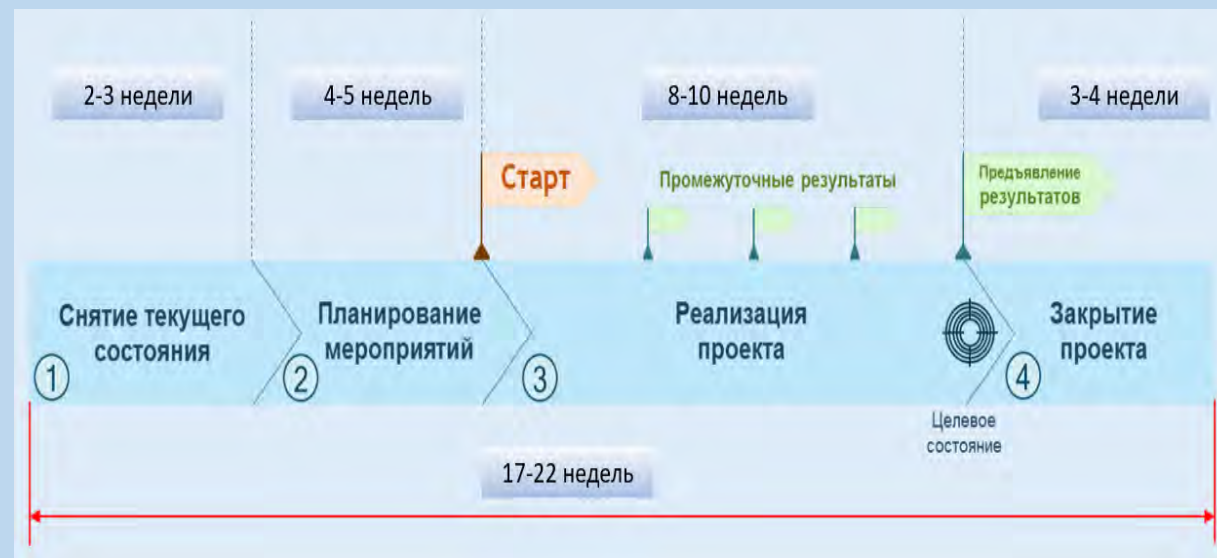 2-3 недели
4-5 недель
8-10 недель
3-4 недели
Старт
Промежуточные результаты
Предъявление
результатов
Снятие текущего
состояния
Планирование
мероприятий
Реализация
проекта
Закрытие
проекта
1
2
3
4
Целевое
состояние
17-22 недель